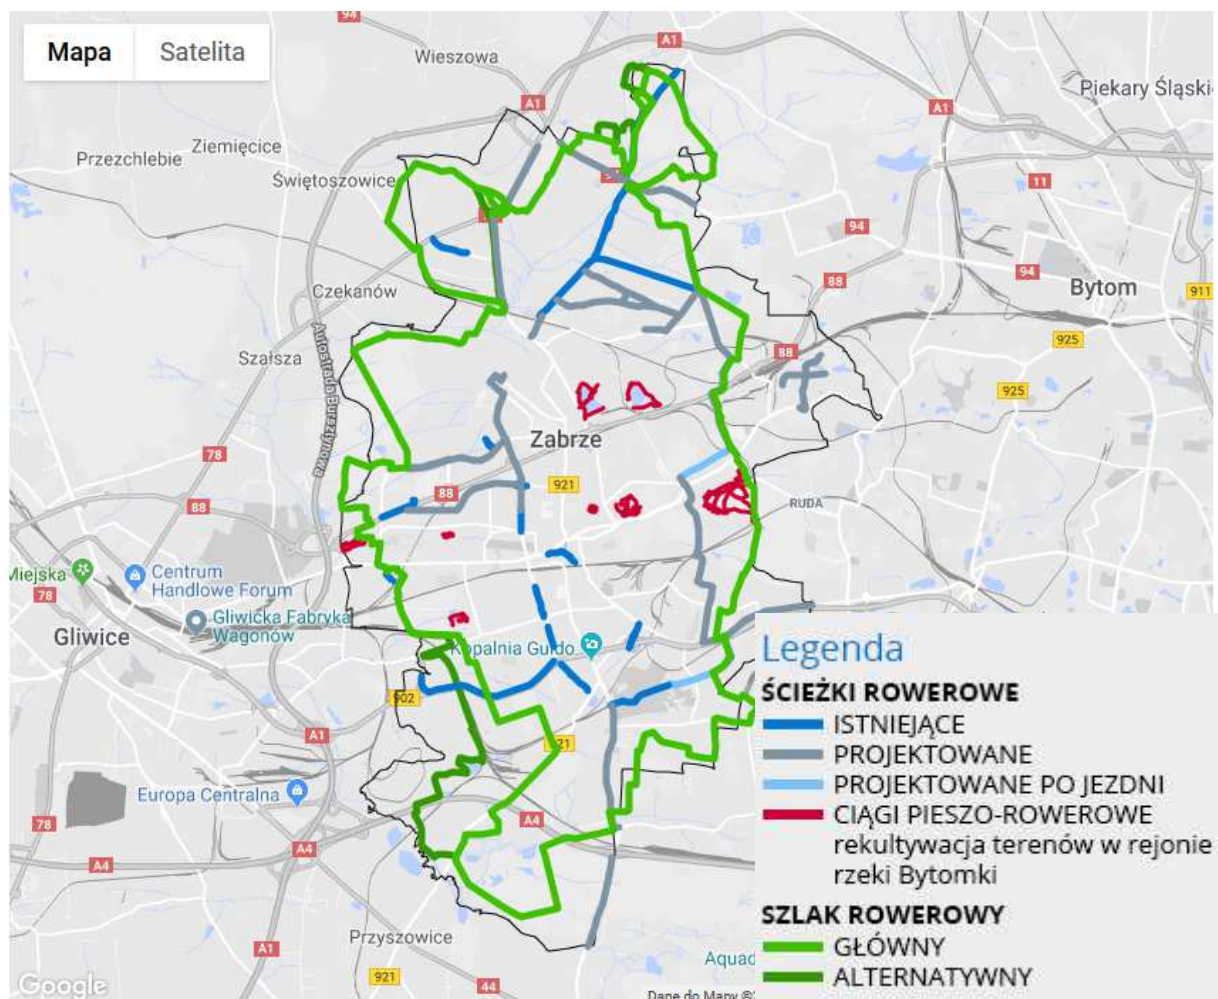 Mapa
Satelita
94
A1
Wieszowa
A1
A1
Piekary Śląski
Ziemięcice
Przezchlebie
Świętoszowice
11
94
88
94
Bytom
911
Czekanów
Autostrada Bursztynowa
925
Szałsza
88
925
Zabrze
78
88
921
88
RUDA
Miejska
Centrum
Handlowe Forum
78
Gliwicka Fabryka
Wagonów
Gliwice
Kopalnia Guido
902
A1
921
Europa Centralna
78
A4
A4
A4
Przyszowice
A1
921
44
Aquad
Google
Dane do Mapy ©
Legenda
ŚCIEŻKI ROWEROWE
ISTNIEJĄCE
PROJEKTOWANE
PROJEKTOWANE PO JEZDNI
CIĄGI PIESZO-ROWEROWE
rekultywacja terenów w rejonie
rzeki Bytomki
SZLAK ROWEROWY
GŁÓWNY
ALTERNATYWNY